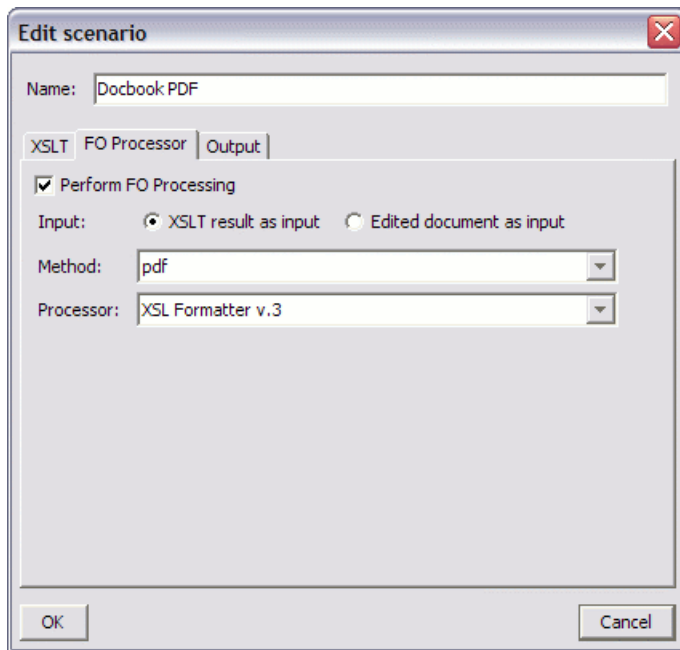 Edit scenario
Name: Docbook PDF
XSLT FO Processor Output
Perform FO Processing
Input: XSLT result as input Edited document as input
Method: pdf
Processor: XSL Formatter v.3
OK Cancel